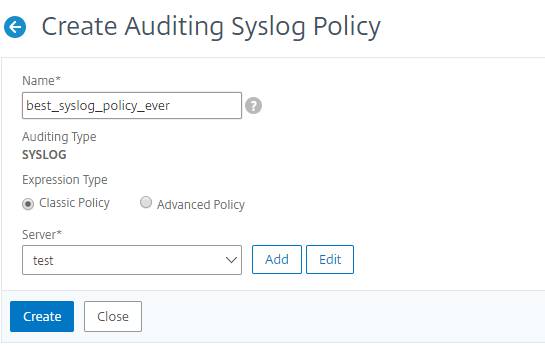 Create Auditing Syslog Policy
Name*
best_syslog_policy_ever
?
Auditing Type
SYSLOG
Expression Type
Classic Policy Advanced Policy
Server*
test Add Edit
Create Close